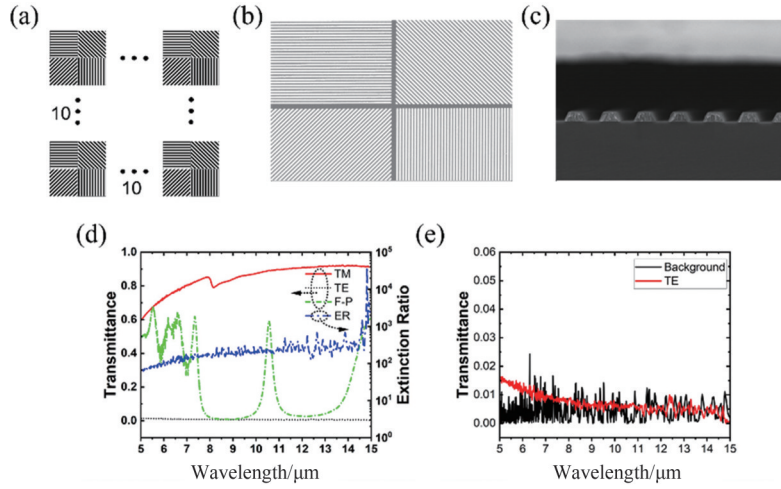 (a)
10
10
(b)
(c)
(d)
Transmittance
1.0
0.8
0.6
0.4
0.2
0.0
TM
TE
F-P
ER
10⁵
10⁴
10³
10²
10¹
10⁰
Extinction Ratio
5 6 7 8 9 10 11 12 13 14 15
Wavelength/μm
(e)
Transmittance
0.06
0.05
0.04
0.03
0.02
0.01
0.00
Background
TE
5 6 7 8 9 10 11 12 13 14 15
Wavelength/μm